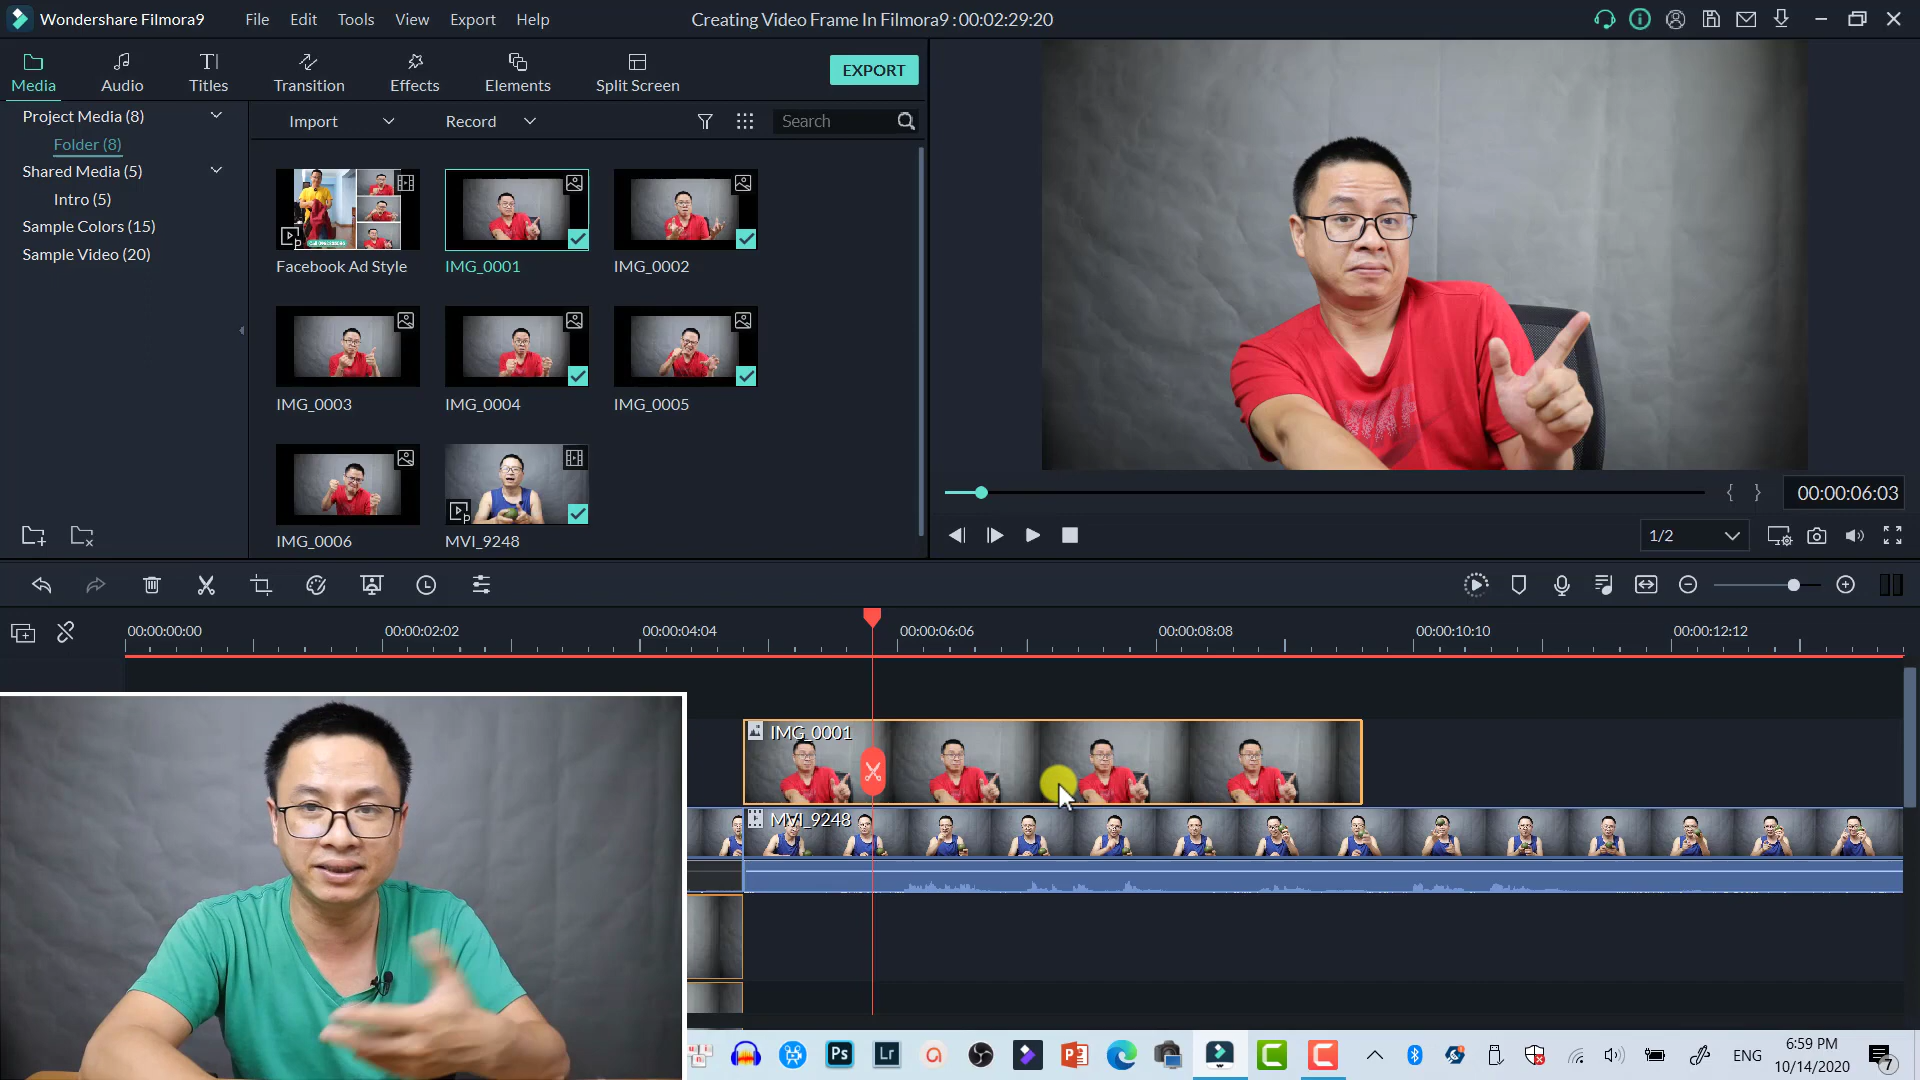 Wondershare Filmora9
File Edit Tools View Export Help
Creating Video Frame In Filmora9 : 00:02:29:20
Media Audio Titles Transition Effects Elements Split Screen
EXPORT
Project Media (8)
Folder (8)
Shared Media (5)
Intro (5)
Sample Colors (15)
Sample Video (20)
Import Record Search
Facebook Ad Style IMG_0001 IMG_0002
IMG_0003 IMG_0004 IMG_0005
IMG_0006 MVI_9248
00:00:06:03
1/2
00:00:00:00 00:00:02:02 00:00:04:04 00:00:06:06 00:00:08:08 00:00:10:10 00:00:12:12
IMG_0001
MVI_9248
Ps Lr
ENG
6:59 PM
10/14/2020
7